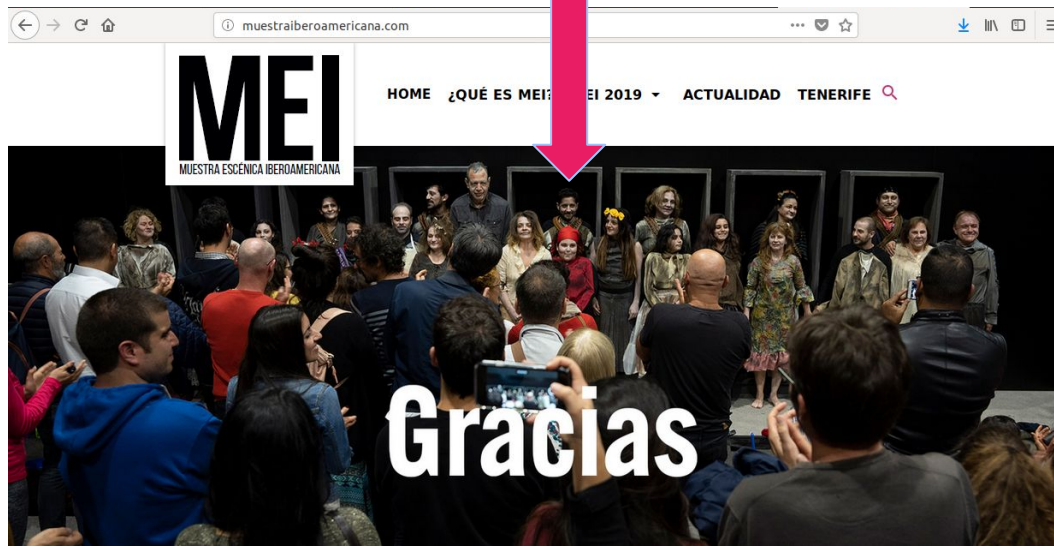 muestraiberoamericana.com
MEI
MUESTRA ESCÉNICA IBEROAMERICANA
HOME ¿QUÉ ES MEI? EI 2019 ACTUALIDAD TENERIFE
Gracias